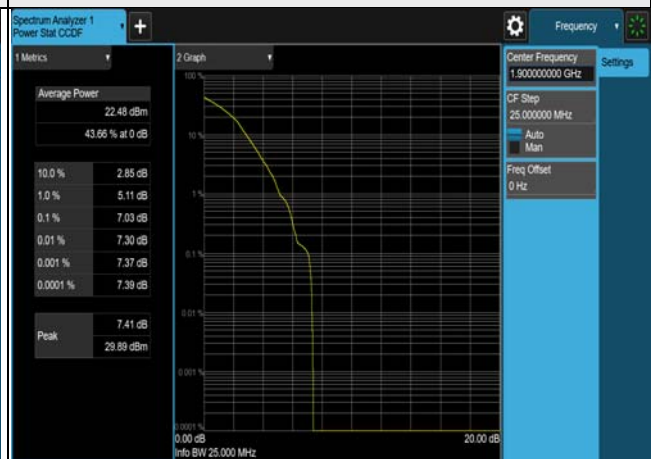 Spectrum Analyzer 1
Power Stat CCDF
Frequency
1 Metrics
2 Graph
Average Power
22.48 dBm
43.66 % at 0 dB
10.0 % 2.85 dB
1.0 % 5.11 dB
0.1 % 7.03 dB
0.01 % 7.30 dB
0.001 % 7.37 dB
0.0001 % 7.39 dB
Peak 7.41 dB
29.89 dBm
100 %
10 %
1 %
0.1 %
0.01 %
0.001 %
0.0001 %
0.00 dB 20.00 dB
Info BW 25.000 MHz
Center Frequency
1.900000000 GHz
Settings
CF Step
25.000000 MHz
Auto
Man
Freq Offset
0 Hz